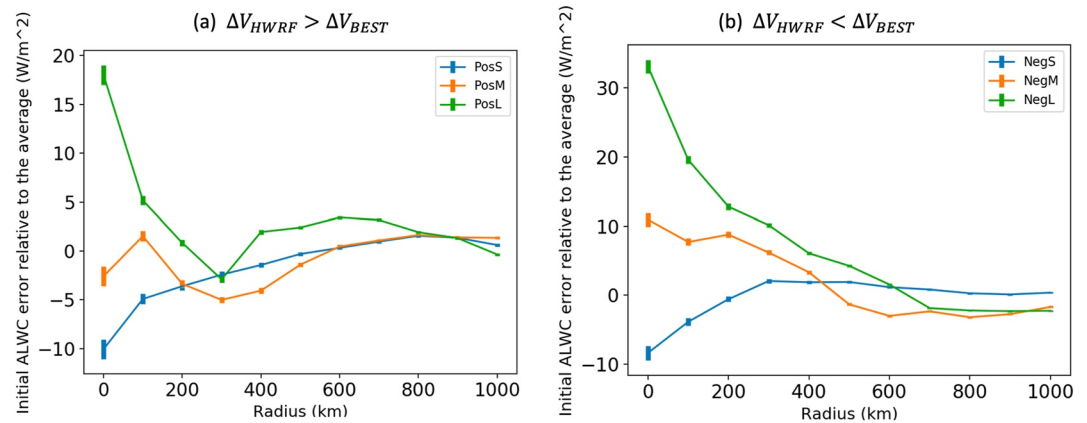 (a) ΔV_HWRF > ΔV_BEST
Initial ALWC error relative to the average (W/m^2)
20
15
10
5
0
−5
−10
PosS
PosM
PosL
0 200 400 600 800 1000
Radius (km)
(b) ΔV_HWRF < ΔV_BEST
Initial ALWC error relative to the average (W/m^2)
30
20
10
0
−10
NegS
NegM
NegL
0 200 400 600 800 1000
Radius (km)